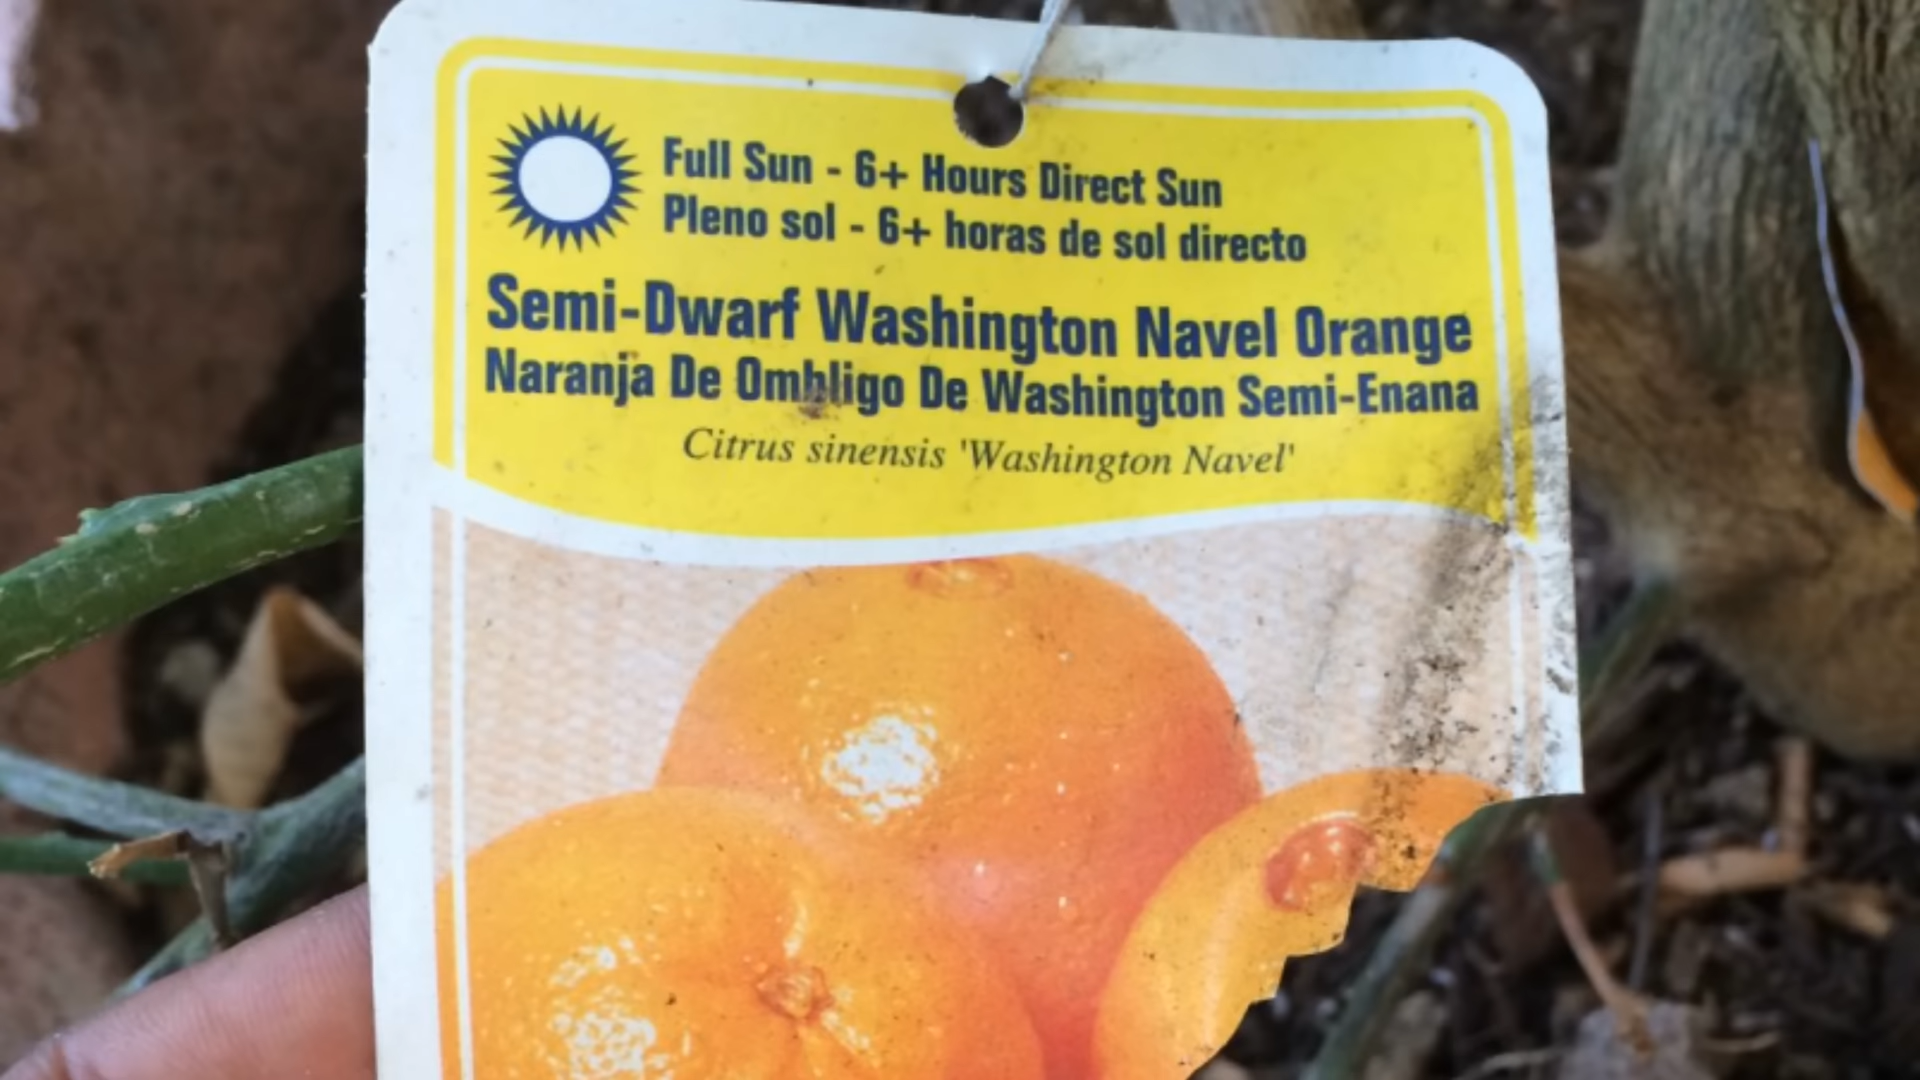 Full Sun - 6+ Hours Direct Sun
Pleno sol - 6+ horas de sol directo
Semi-Dwarf Washington Navel Orange
Naranja De Ombligo De Washington Semi-Enana
Citrus sinensis 'Washington Navel'